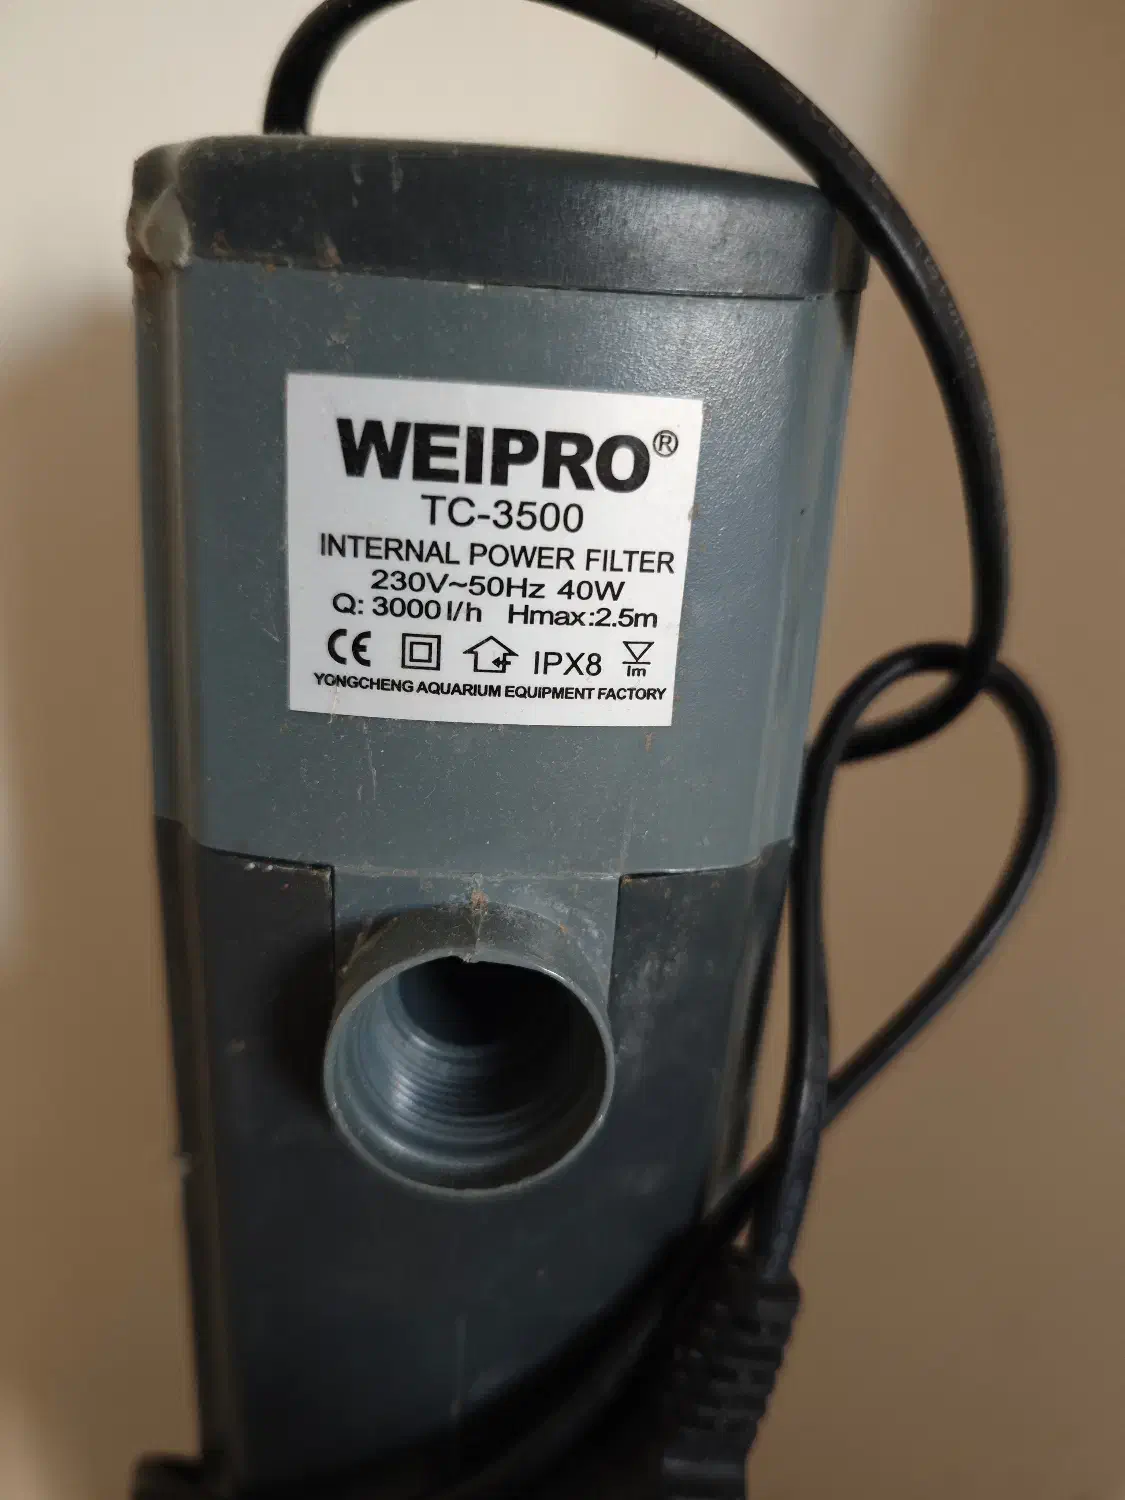 WEIPRO®
TC-3500
INTERNAL POWER FILTER
230V~50Hz 40W
Q: 3000 l/h Hmax:2.5m
CE IPX8 1m
YONGCHENG AQUARIUM EQUIPMENT FACTORY